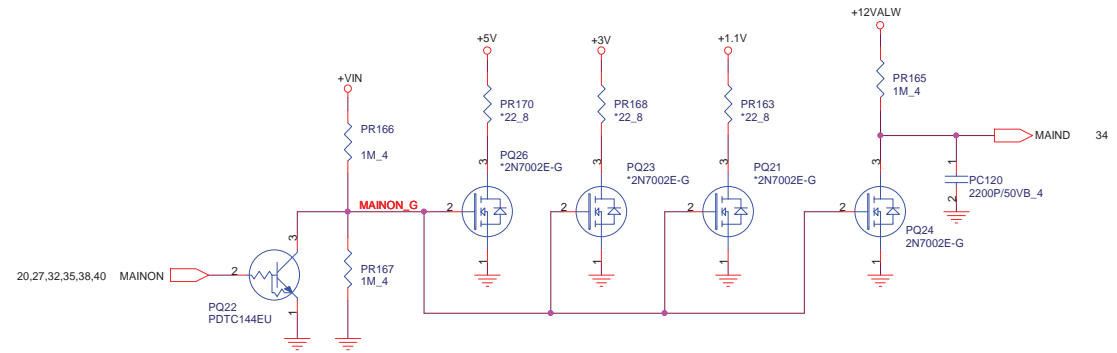 +12VALW
+5V
+3V
+1.1V
+VIN
PR170
*22_8
PR168
*22_8
PR163
*22_8
PR165
1M_4
PR166
1M_4
MAIND 34
PQ26
*2N7002E-G
PQ23
*2N7002E-G
PQ21
*2N7002E-G
3
3
3
3
1
PC120
2200P/50VB_4
2
MAINON_G
2
2
2
2
PQ24
2N7002E-G
3
PR167
1M_4
1
1
1
1
20,27,32,35,38,40 MAINON
2
PQ22
PDTC144EU
1